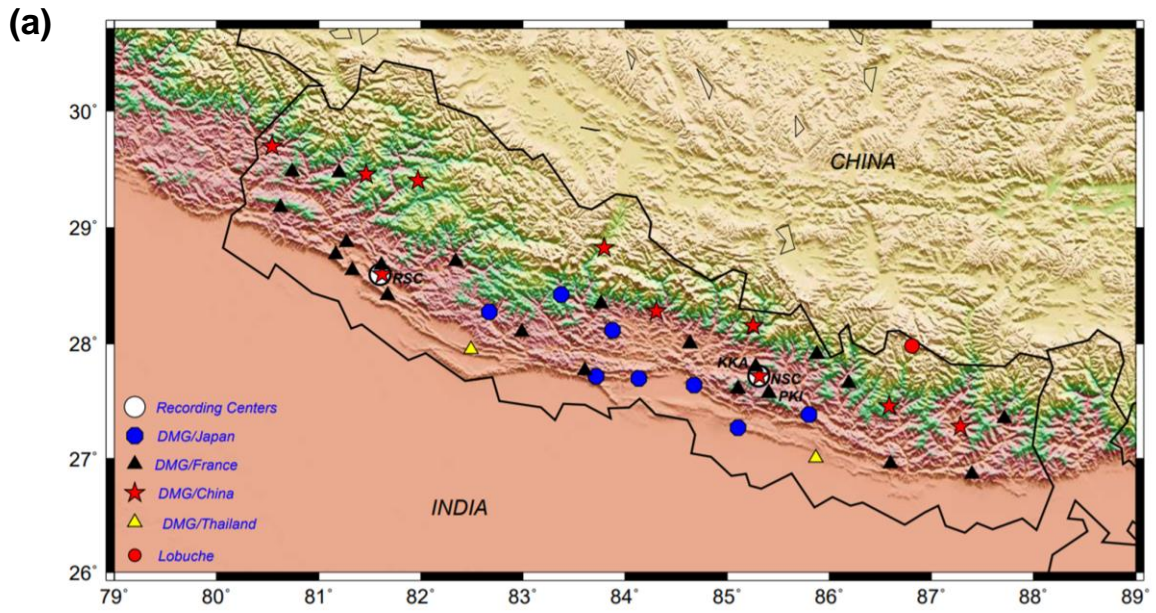 (a)
30°
29°
28°
27°
26°
CHINA
INDIA
RSC
KKA
NSC
PKI
Recording Centers
DMG/Japan
DMG/France
DMG/China
DMG/Thailand
Lobuche
79° 80° 81° 82° 83° 84° 85° 86° 87° 88° 89°